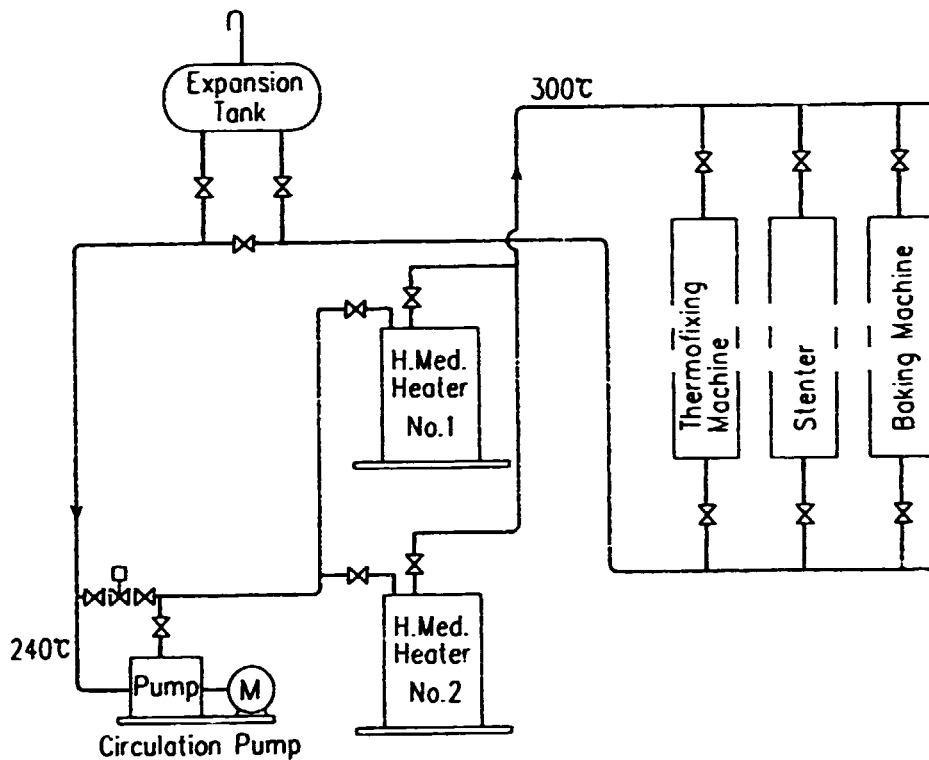 Expansion
Tank
300℃
Thermofixing
Machine
Stenter
Baking Machine
H.Med.
Heater
No.1
H.Med.
Heater
No.2
240℃
Pump
M
Circulation Pump